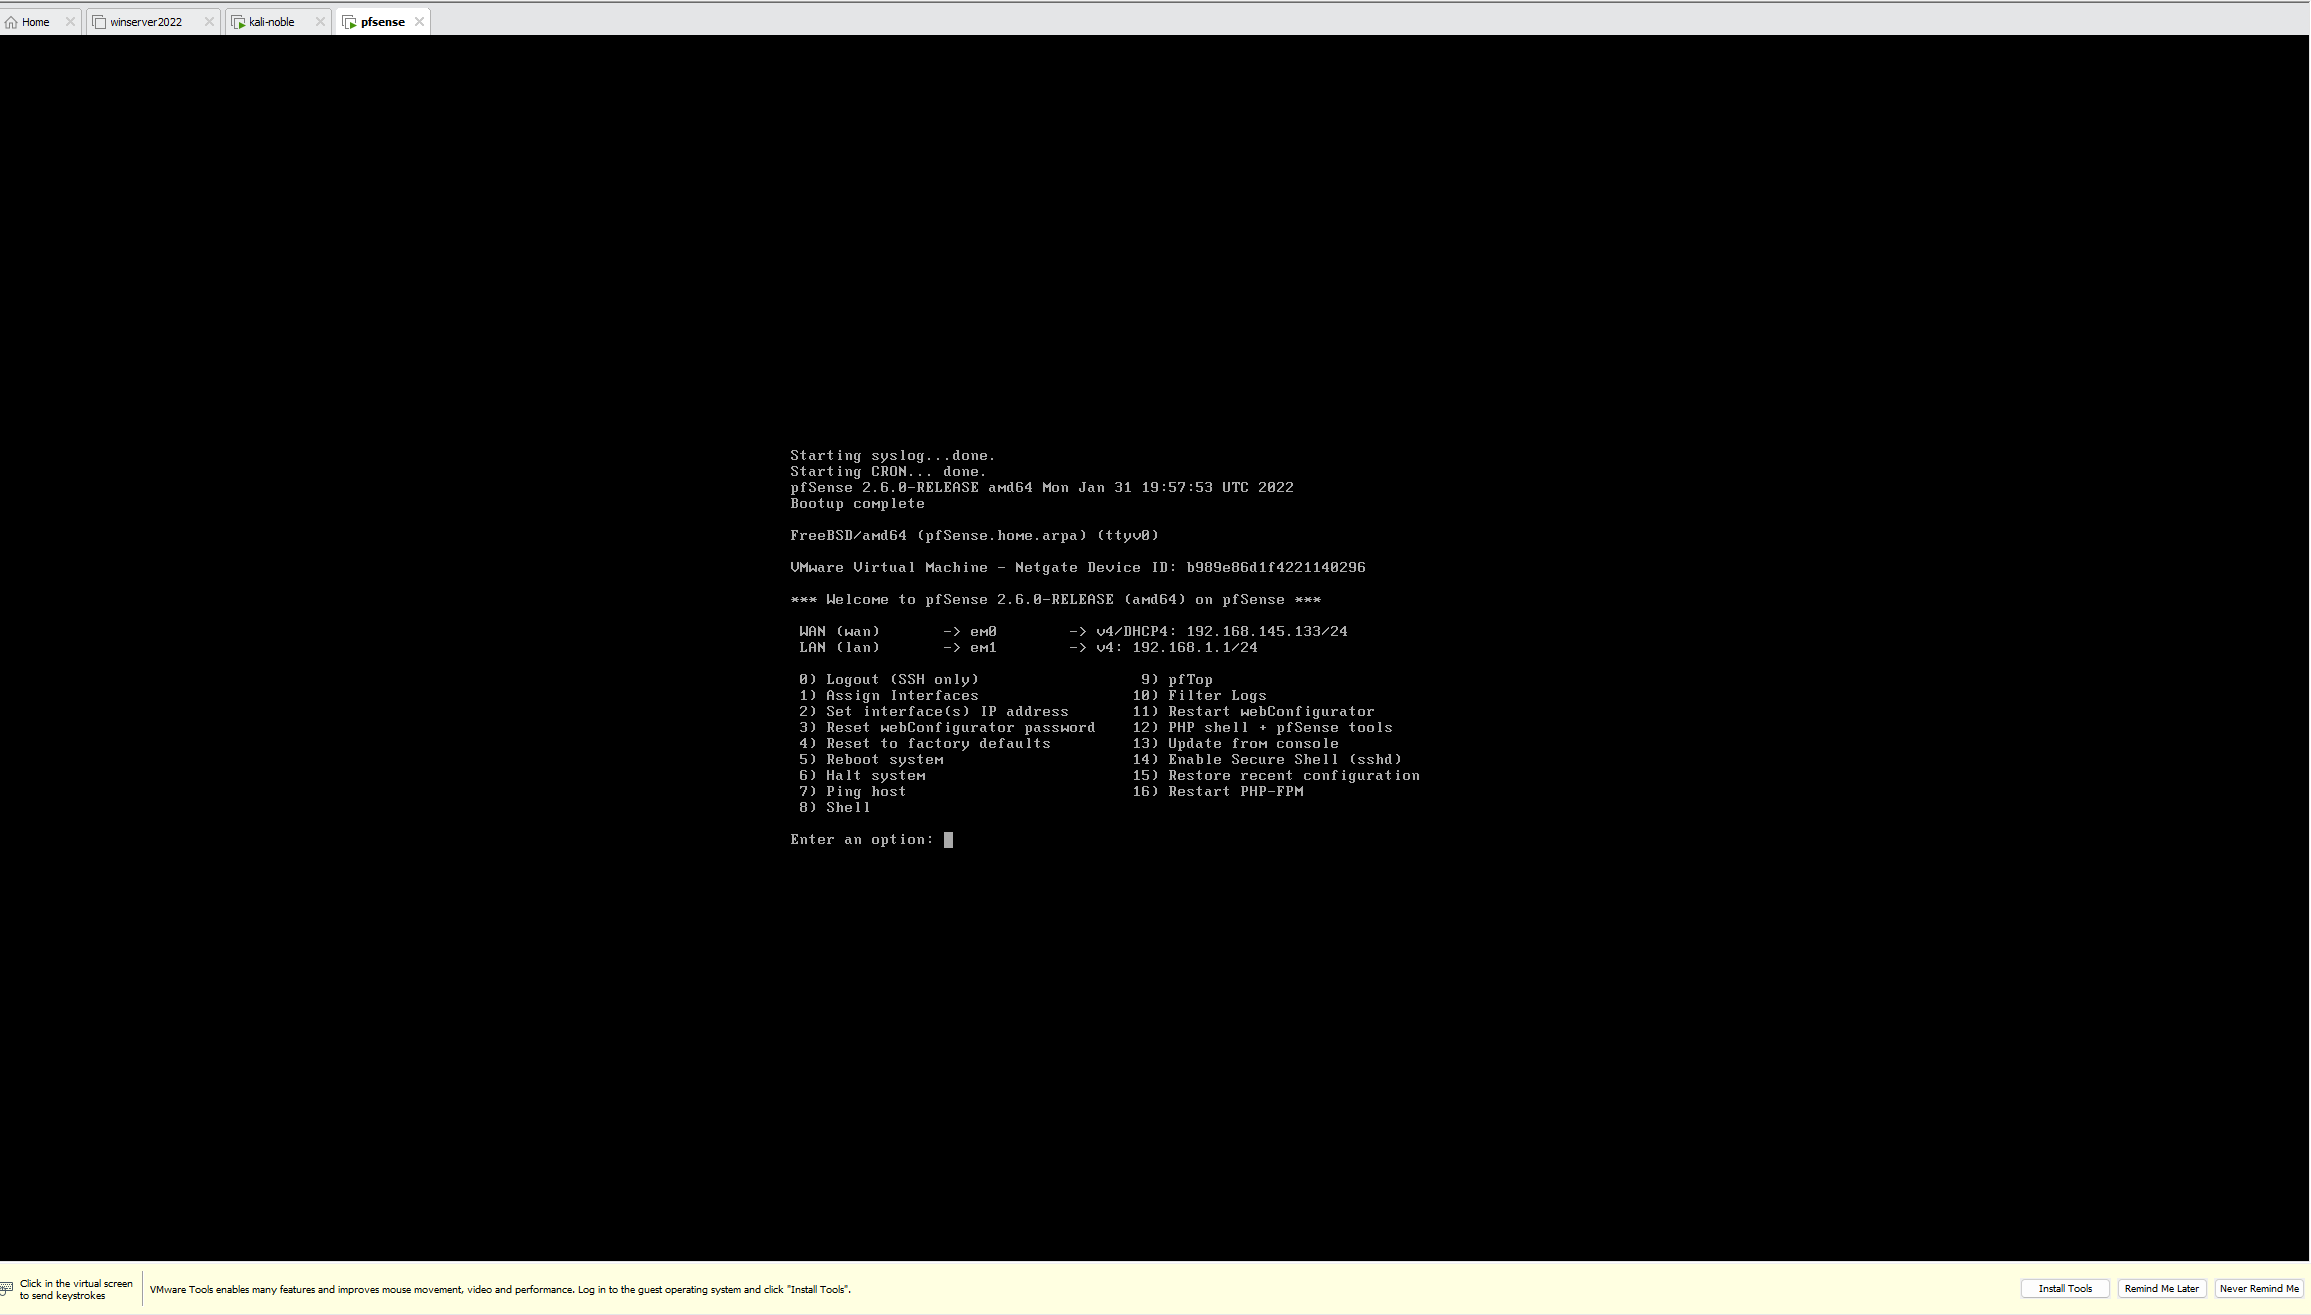 Home
winserver2022
kali-noble
pfsense
Starting syslog...done.
Starting CRON... done.
pfSense 2.6.0-RELEASE amd64 Mon Jan 31 19:57:53 UTC 2022
Bootup complete
FreeBSD/amd64 (pfSense.home.arpa) (ttyv0)
VMware Virtual Machine - Netgate Device ID: b989e86d1f4221140296
*** Welcome to pfSense 2.6.0-RELEASE (amd64) on pfSense ***
WAN (wan) -> em0 -> v4/DHCP4: 192.168.145.133/24
LAN (lan) -> em1 -> v4: 192.168.1.1/24
0) Logout (SSH only) 9) pfTop
1) Assign Interfaces 10) Filter Logs
2) Set interface(s) IP address 11) Restart webConfigurator
3) Reset webConfigurator password 12) PHP shell + pfSense tools
4) Reset to factory defaults 13) Update from console
5) Reboot system 14) Enable Secure Shell (sshd)
6) Halt system 15) Restore recent configuration
7) Ping host 16) Restart PHP-FPM
8) Shell
Enter an option:
Click in the virtual screen
to send keystrokes
VMware Tools enables many features and improves mouse movement, video and performance. Log in to the guest operating system and click "Install Tools".
Install Tools
Remind Me Later
Never Remind Me